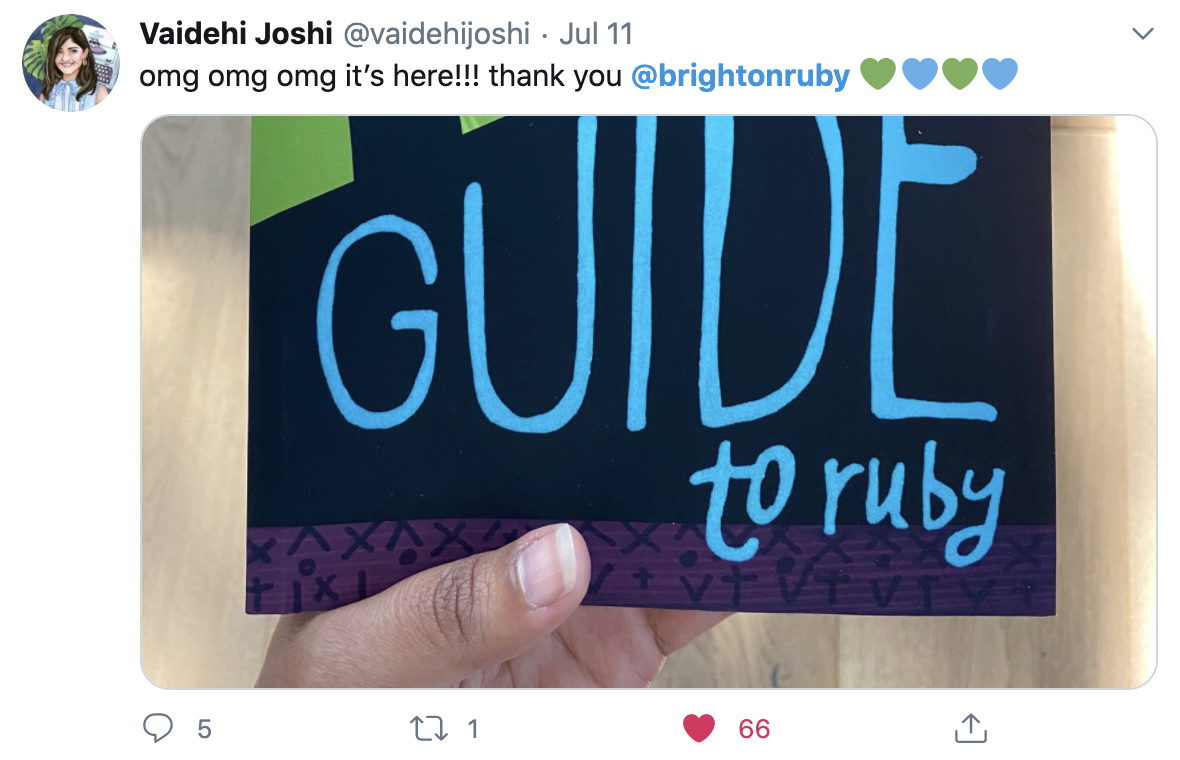 Vaidehi Joshi @vaidehijoshi · Jul 11
omg omg omg it's here!!! thank you @brightonruby 💚💙💚💙
GUIDE
to ruby
5 1 66